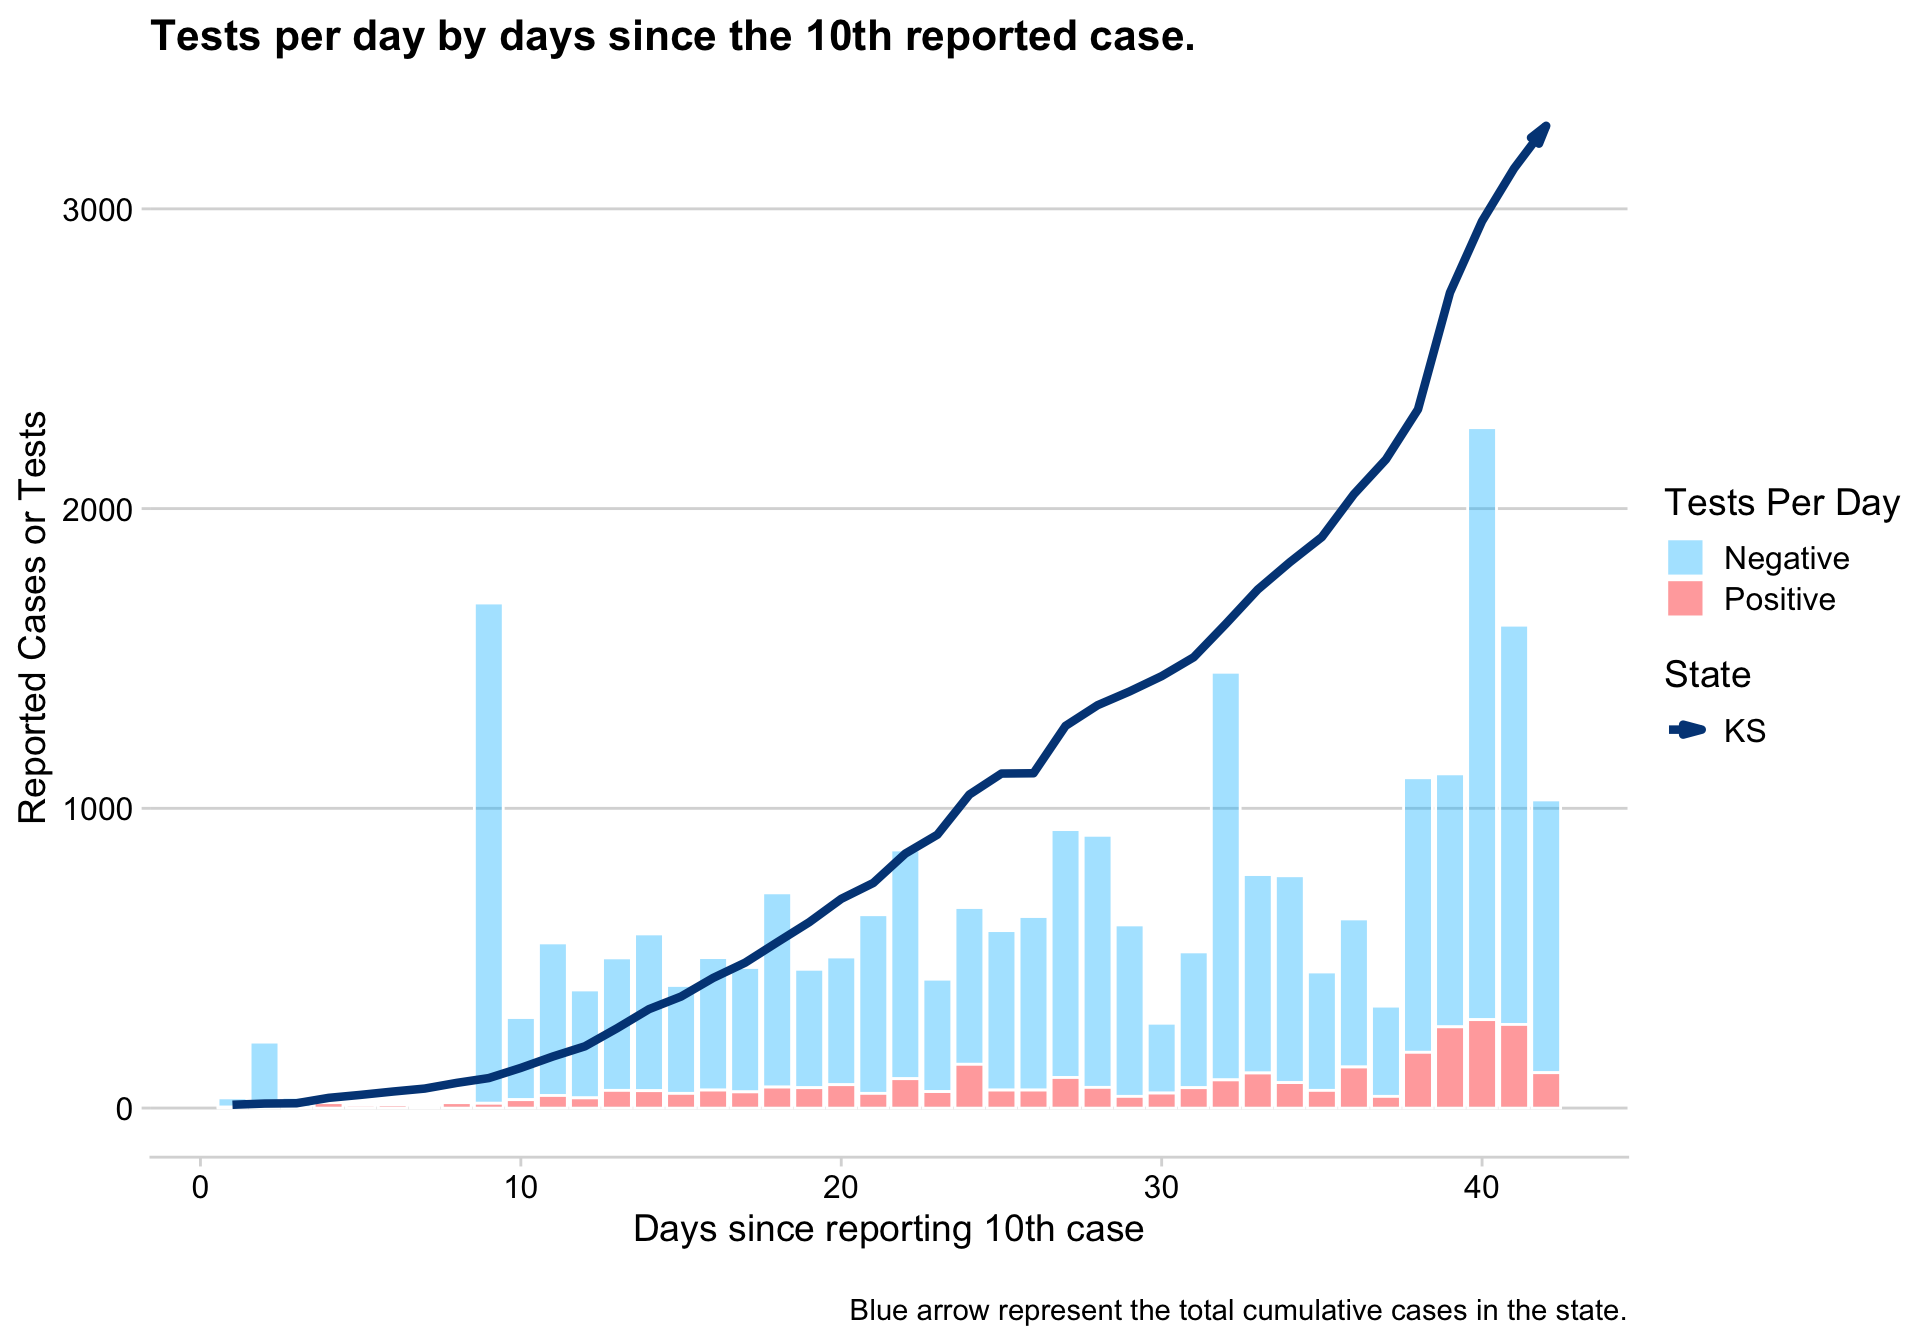 Tests per day by days since the 10th reported case.
Reported Cases or Tests
3000
2000
1000
0
0 10 20 30 40
Days since reporting 10th case
Tests Per Day
Negative
Positive
State
KS
Blue arrow represent the total cumulative cases in the state.